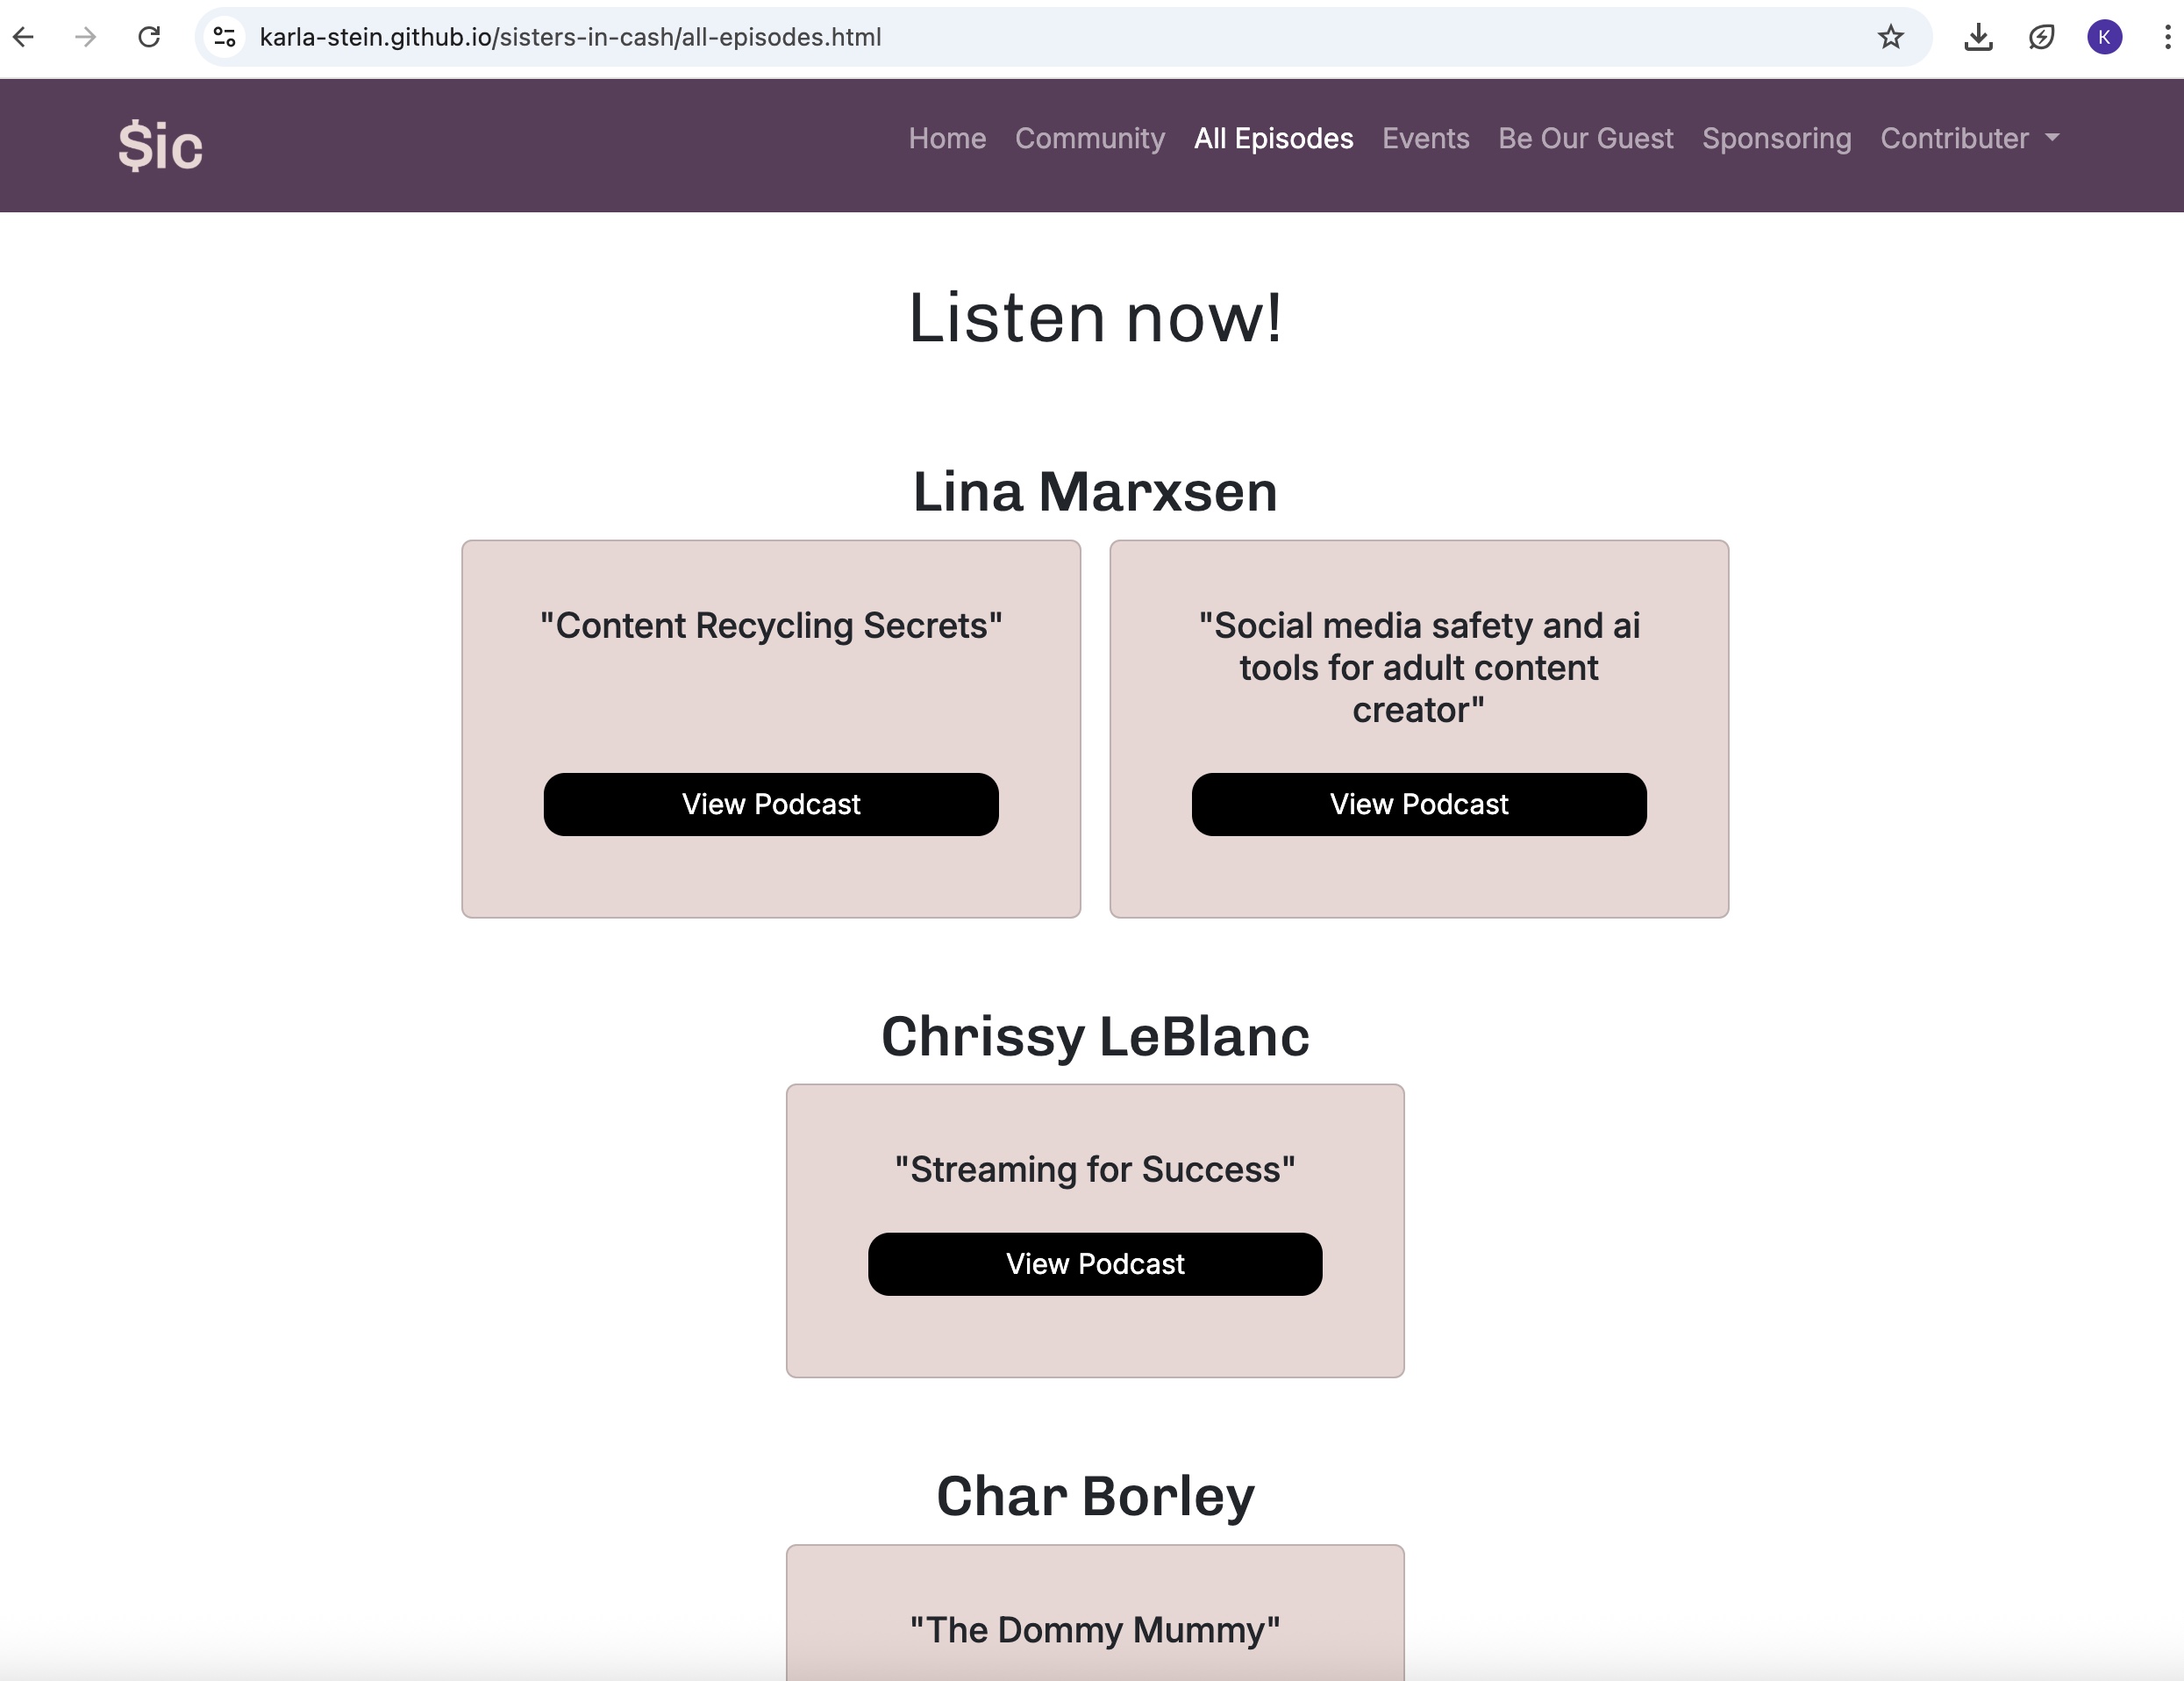 karla-stein.github.io/sisters-in-cash/all-episodes.html
K
$ic
Home Community All Episodes Events Be Our Guest Sponsoring Contributer
Listen now!
Lina Marxsen
"Content Recycling Secrets"
View Podcast
"Social media safety and ai
tools for adult content
creator"
View Podcast
Chrissy LeBlanc
"Streaming for Success"
View Podcast
Char Borley
"The Dommy Mummy"